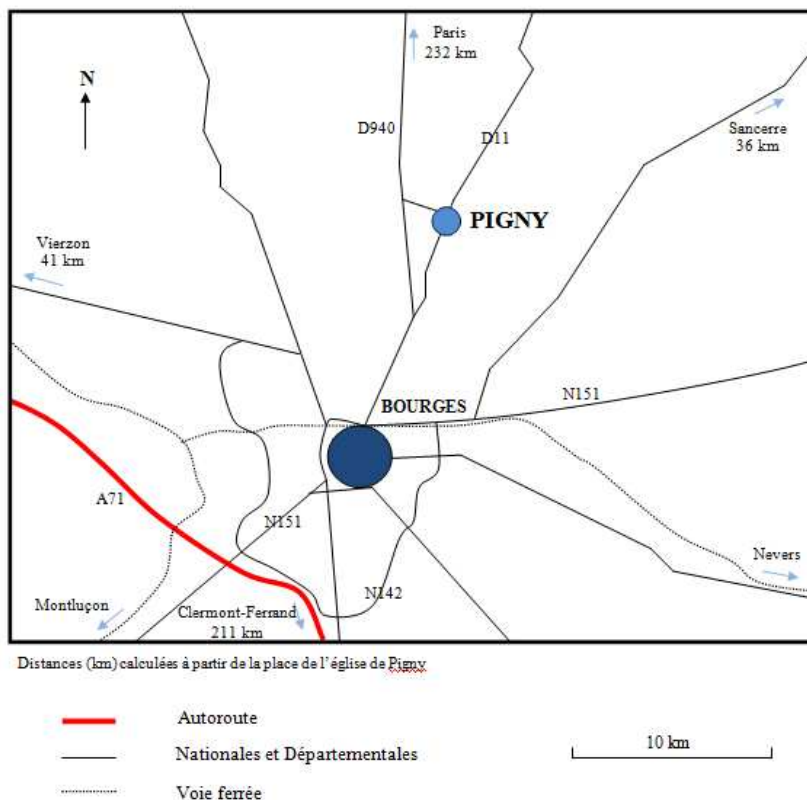 Paris
232 km
N
D940
D11
Sancerre
36 km
PIGNY
Vierzon
41 km
BOURGES
N151
A71
N151
Nevers
N142
Montluçon
Clermont-Ferrand
211 km
Distances (km) calculées à partir de la place de l'église de Pigny
Autoroute
Nationales et Départementales
10 km
Voie ferrée